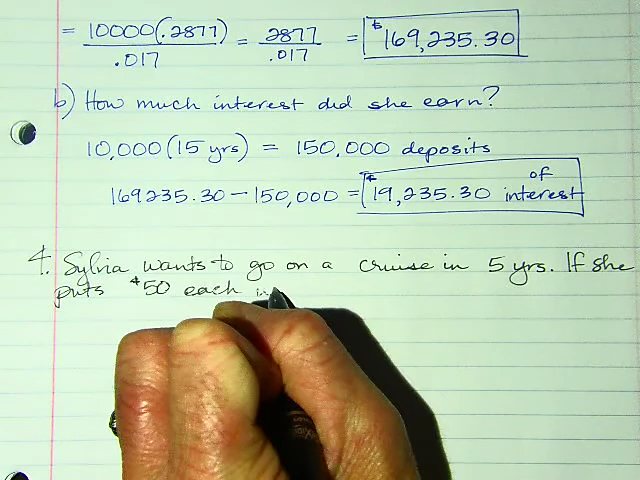 = 10000(.2877) / .017 = 2877 / .017 = $169,235.30
b) How much interest did she earn?
10,000(15 yrs) = 150,000 deposits
169235.30 - 150,000 = $19,235.30 of interest
4. Sylvia wants to go on a cruise in 5 yrs. If she
puts $50 each